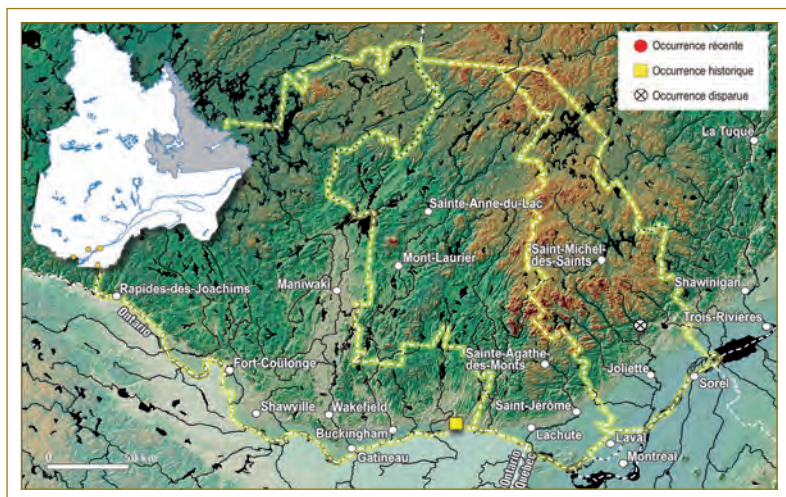 Occurrence récente
Occurrence historique
Occurrence disparue
La Tuque
Sainte-Anne-du-Lac
Saint-Michel-
des-Saints
Mont-Laurier
Maniwaki
Shawinigan
Rapides-des-Joachims
Ontario
Trois-Rivières
Fort-Coulonge
Sainte-Agathe-
des-Monts
Joliette
Sorel
Shawville
Wakefield
Saint-Jérôme
Buckingham
Lachute
Laval
Gatineau
Montréal
Ontario
Québec
0
50 km